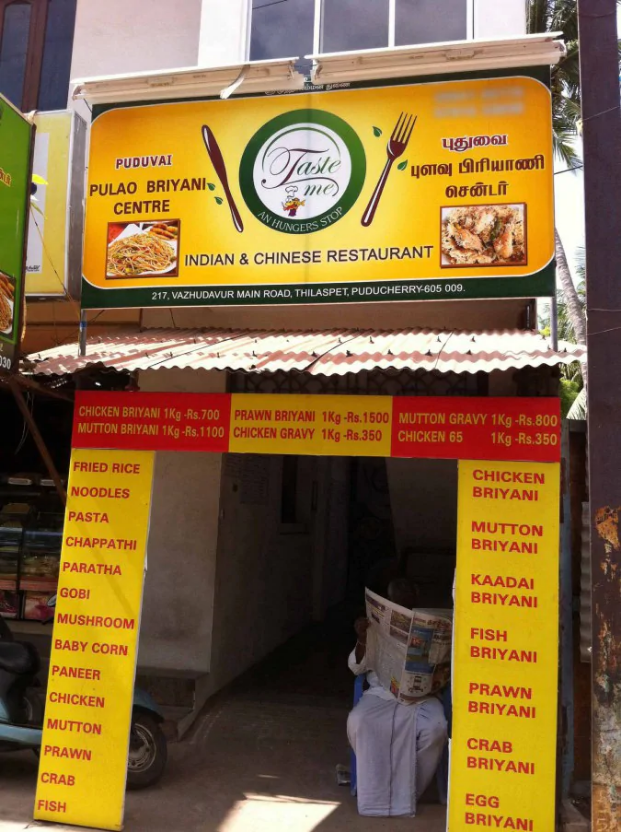 PUDUVAI
PULAO BRIYANI
CENTRE
Taste
me
AN HUNGERS STOP
புதுவை
புளவு பிரியாணி
சென்டர்
INDIAN & CHINESE RESTAURANT
217, VAZHUDAVUR MAIN ROAD, THILASPET, PUDUCHERRY-605 009.
CHICKEN BRIYANI 1Kg -Rs.700
MUTTON BRIYANI 1Kg -Rs.1100
PRAWN BRIYANI 1Kg -Rs.1500
CHICKEN GRAVY 1Kg -Rs.350
MUTTON GRAVY 1Kg -Rs.800
CHICKEN 65 1Kg -Rs.350
FRIED RICE
NOODLES
PASTA
CHAPPATHI
PARATHA
GOBI
MUSHROOM
BABY CORN
PANEER
CHICKEN
MUTTON
PRAWN
CRAB
FISH
CHICKEN
BRIYANI
MUTTON
BRIYANI
KAADAI
BRIYANI
FISH
BRIYANI
PRAWN
BRIYANI
CRAB
BRIYANI
EGG
BRIYANI
030